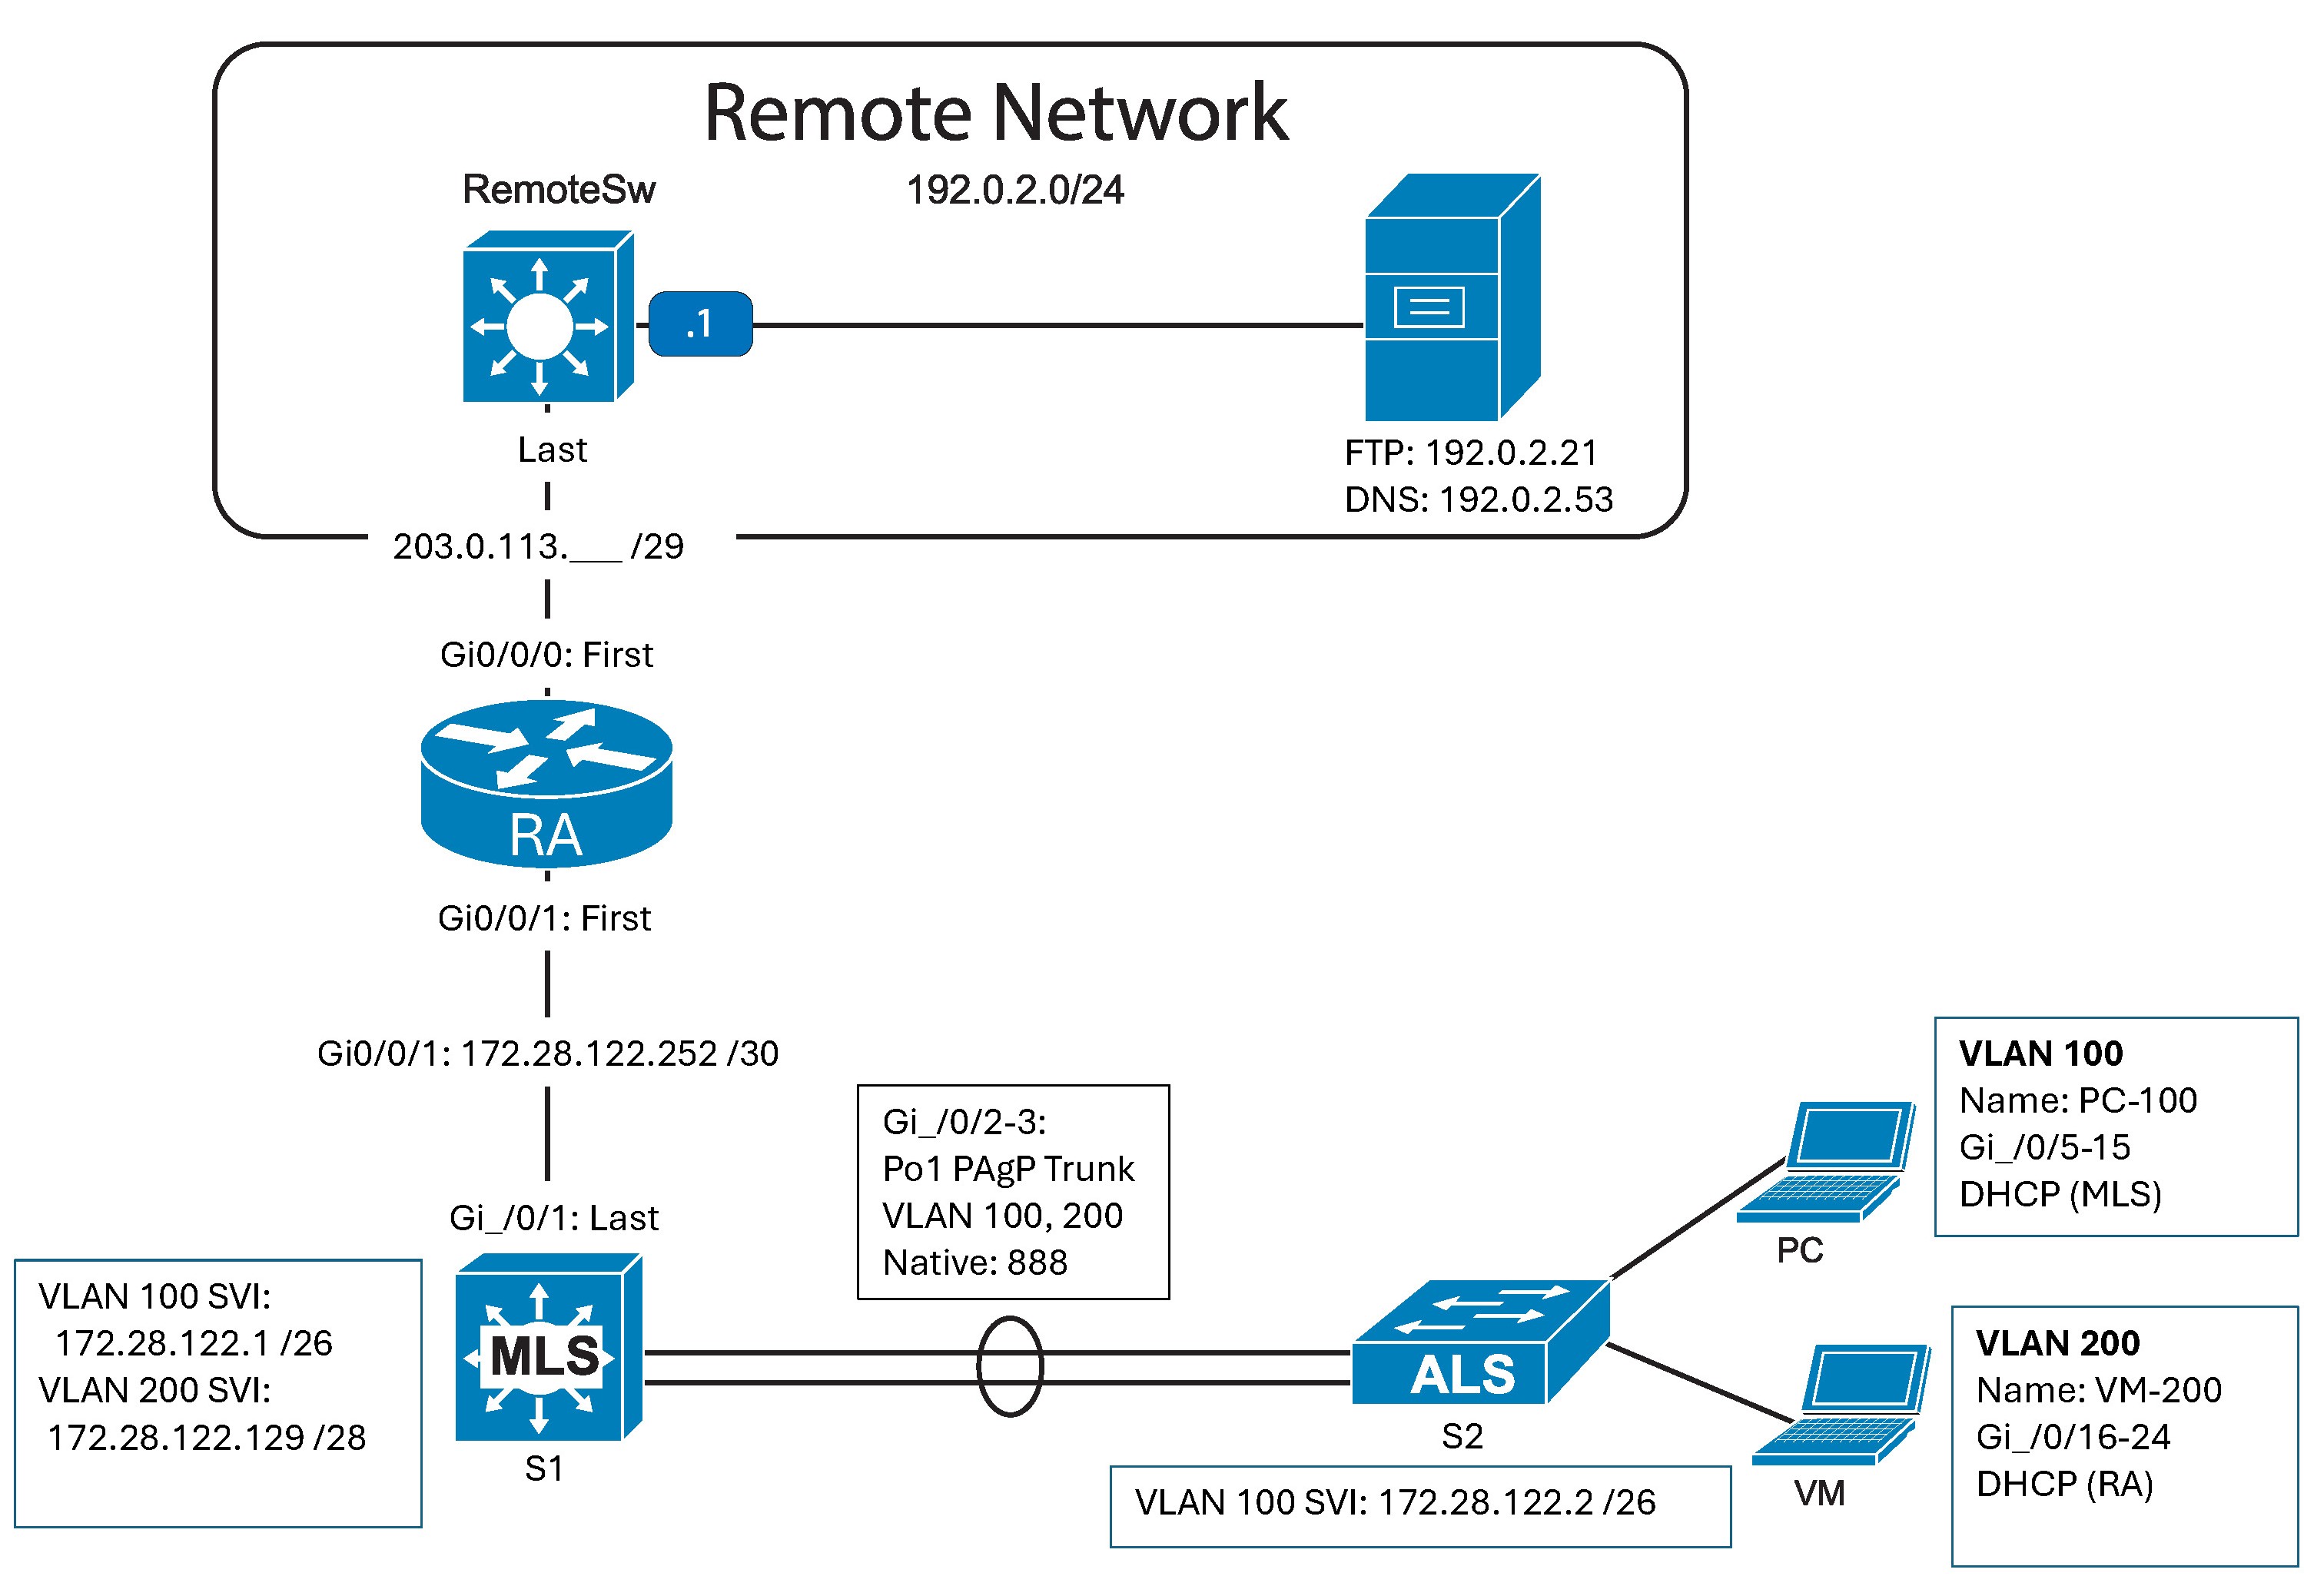 Remote Network
192.0.2.0/24
RemoteSw
.1
Last
FTP: 192.0.2.21
DNS: 192.0.2.53
203.0.113.___ /29
Gi0/0/0: First
RA
Gi0/0/1: First
Gi0/0/1: 172.28.122.252 /30
Gi_/0/1: Last
VLAN 100 SVI:
172.28.122.1 /26
VLAN 200 SVI:
172.28.122.129 /28
MLS
S1
Gi_/0/2-3:
Po1 PAgP Trunk
VLAN 100, 200
Native: 888
ALS
S2
VLAN 100 SVI: 172.28.122.2 /26
PC
VLAN 100
Name: PC-100
Gi_/0/5-15
DHCP (MLS)
VM
VLAN 200
Name: VM-200
Gi_/0/16-24
DHCP (RA)